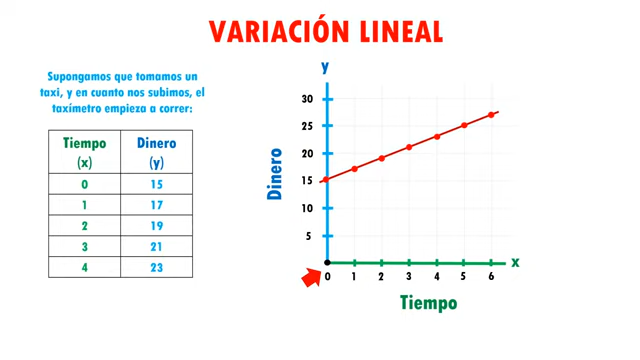 VARIACIÓN LINEAL
Supongamos que tomamos un
taxi, y en cuanto nos subimos, el
taxímetro empieza a correr:
Tiempo Dinero
(x) (y)
0 15
1 17
2 19
3 21
4 23
y
30
25
20
15
10
5
Dinero
0 1 2 3 4 5 6
x
Tiempo